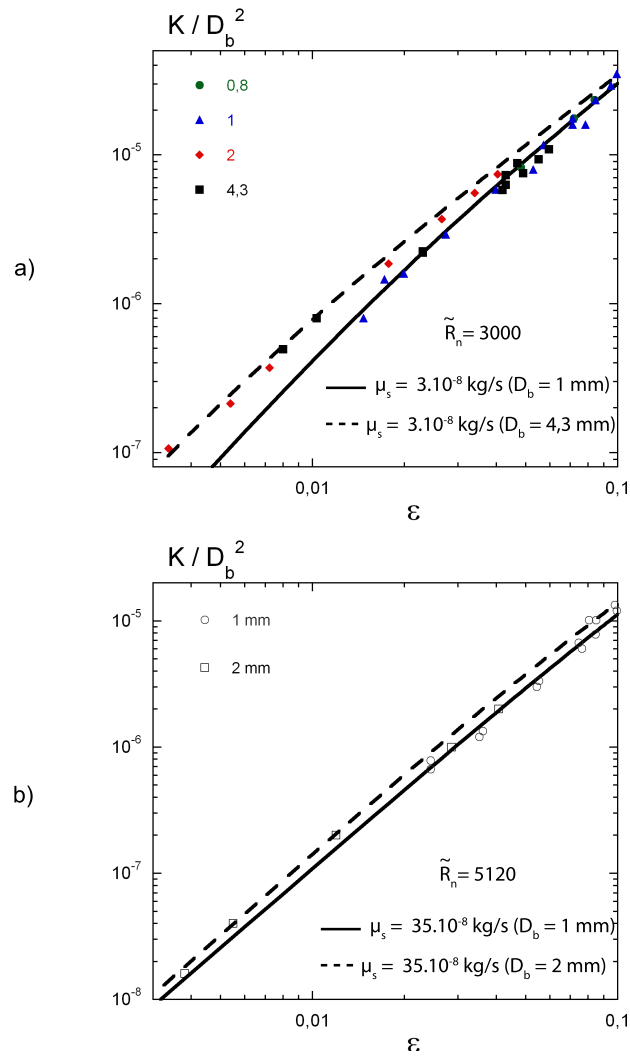 K / D_b^2
10^-5
10^-6
10^-7
0,8
1
2
4,3
a)
R̃_n = 3000
μ_s = 3.10^-8 kg/s (D_b = 1 mm)
μ_s = 3.10^-8 kg/s (D_b = 4,3 mm)
0,01
0,1
ε
K / D_b^2
10^-5
10^-6
10^-7
10^-8
1 mm
2 mm
b)
R̃_n = 5120
μ_s = 35.10^-8 kg/s (D_b = 1 mm)
μ_s = 35.10^-8 kg/s (D_b = 2 mm)
0,01
0,1
ε